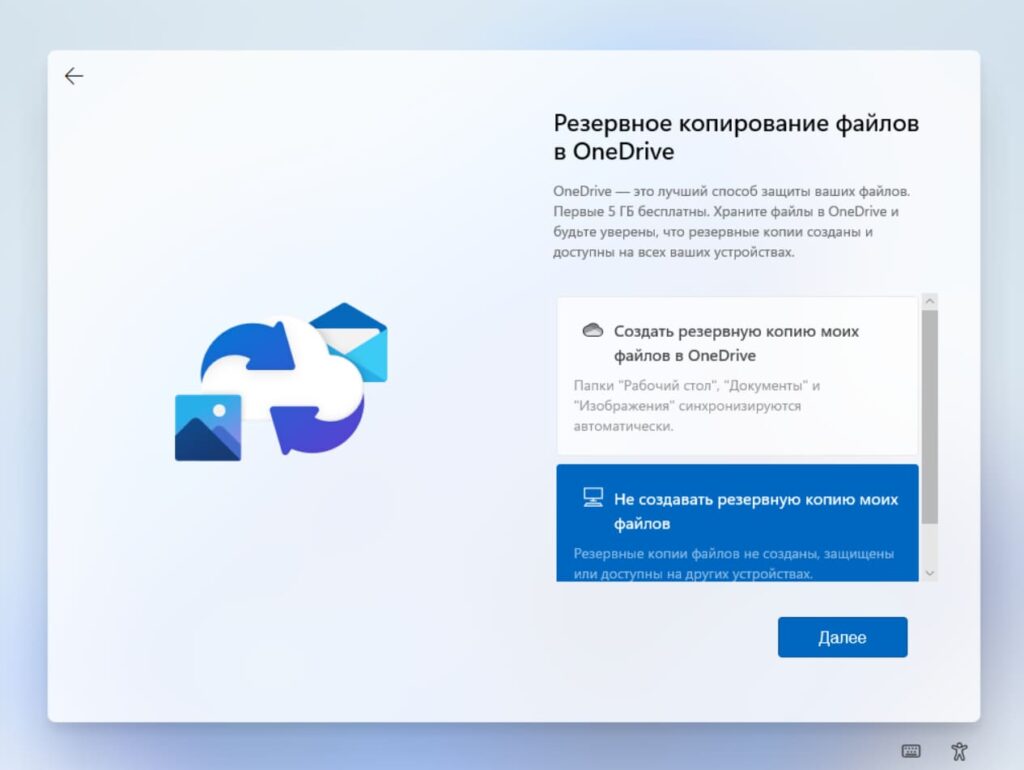 Резервное копирование файлов
в OneDrive
OneDrive — это лучший способ защиты ваших файлов.
Первые 5 ГБ бесплатны. Храните файлы в OneDrive и
будьте уверены, что резервные копии созданы и
доступны на всех ваших устройствах.
Создать резервную копию моих
файлов в OneDrive
Папки "Рабочий стол", "Документы" и
"Изображения" синхронизируются
автоматически.
Не создавать резервную копию моих
файлов
Резервные копии файлов не созданы, защищены
или доступны на других устройствах.
Далее